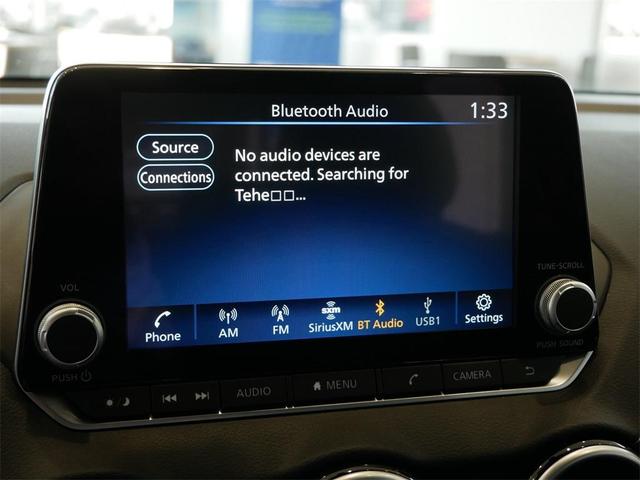 Bluetooth Audio
1:33
Source
Connections
No audio devices are
connected. Searching for
Tehe□□...
Phone
AM
FM
sxm
SiriusXM
BT Audio
USB1
Settings
VOL
PUSH
TUNE-SCROLL
PUSH SOUND
AUDIO
MENU
CAMERA